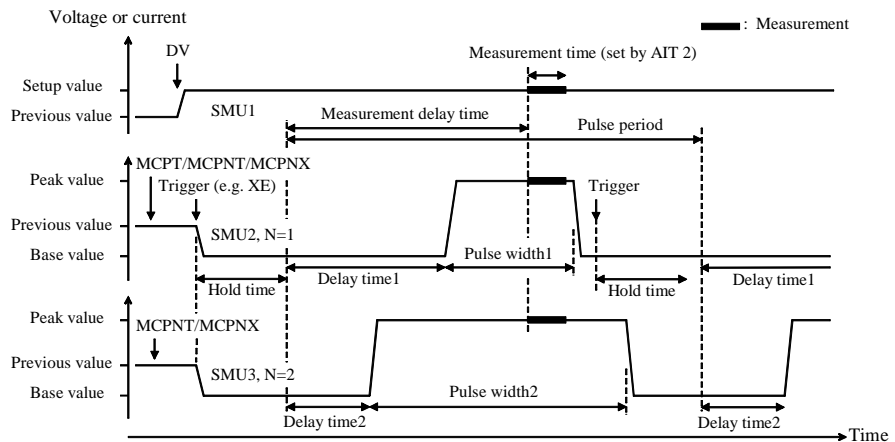 Voltage or current
: Measurement
DV
Measurement time (set by AIT 2)
Setup value
Previous value
SMU1
Measurement delay time
Pulse period
MCPT/MCPNT/MCPNX
Peak value
Trigger (e.g. XE)
Trigger
Previous value
SMU2, N=1
Base value
Pulse width1
Hold time
Delay time1
Hold time
Delay time1
Peak value
MCPNT/MCPNX
Previous value
SMU3, N=2
Base value
Pulse width2
Delay time2
Delay time2
Time